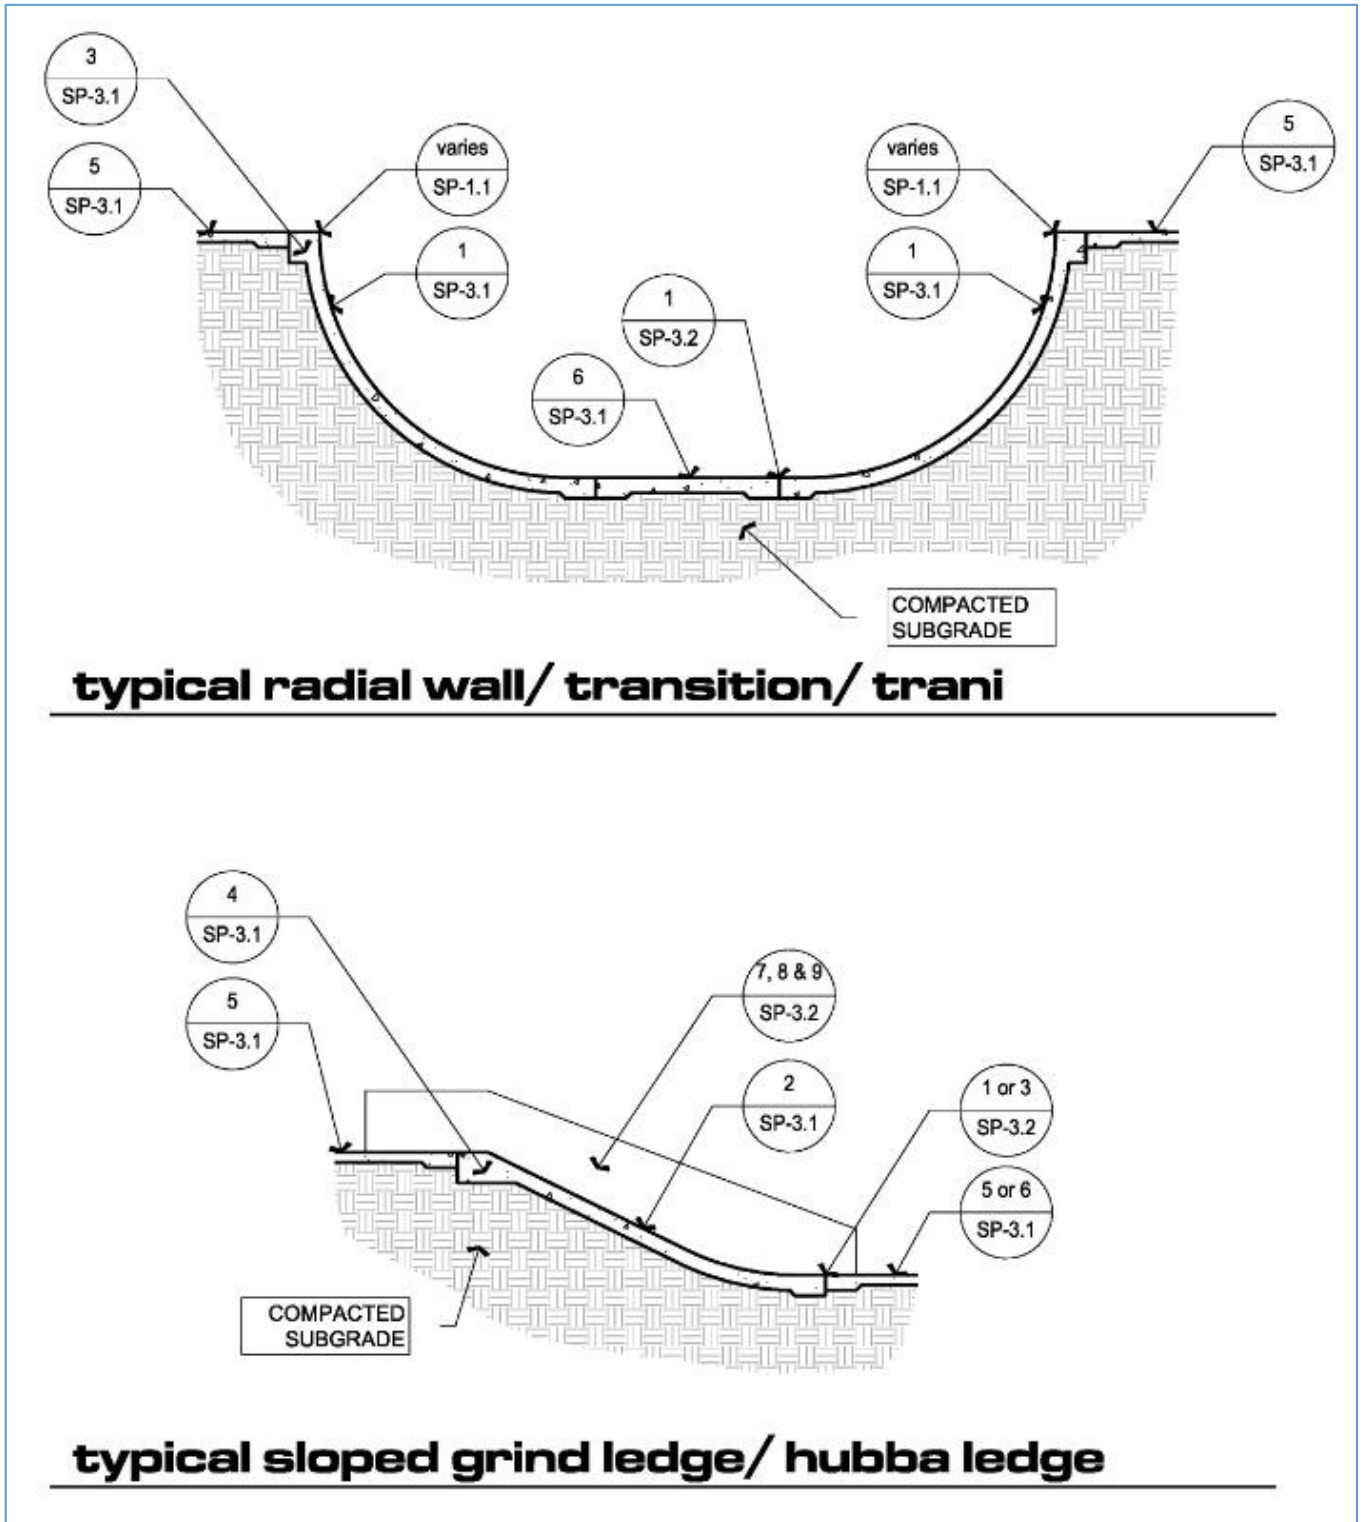 3
SP-3.1
5
SP-3.1
varies
SP-1.1
1
SP-3.1
6
SP-3.1
1
SP-3.2
varies
SP-1.1
1
SP-3.1
5
SP-3.1
COMPACTED
SUBGRADE
typical radial wall/ transition/ trani
4
SP-3.1
5
SP-3.1
7, 8 & 9
SP-3.2
2
SP-3.1
1 or 3
SP-3.2
5 or 6
SP-3.1
COMPACTED
SUBGRADE
typical sloped grind ledge/ hubba ledge